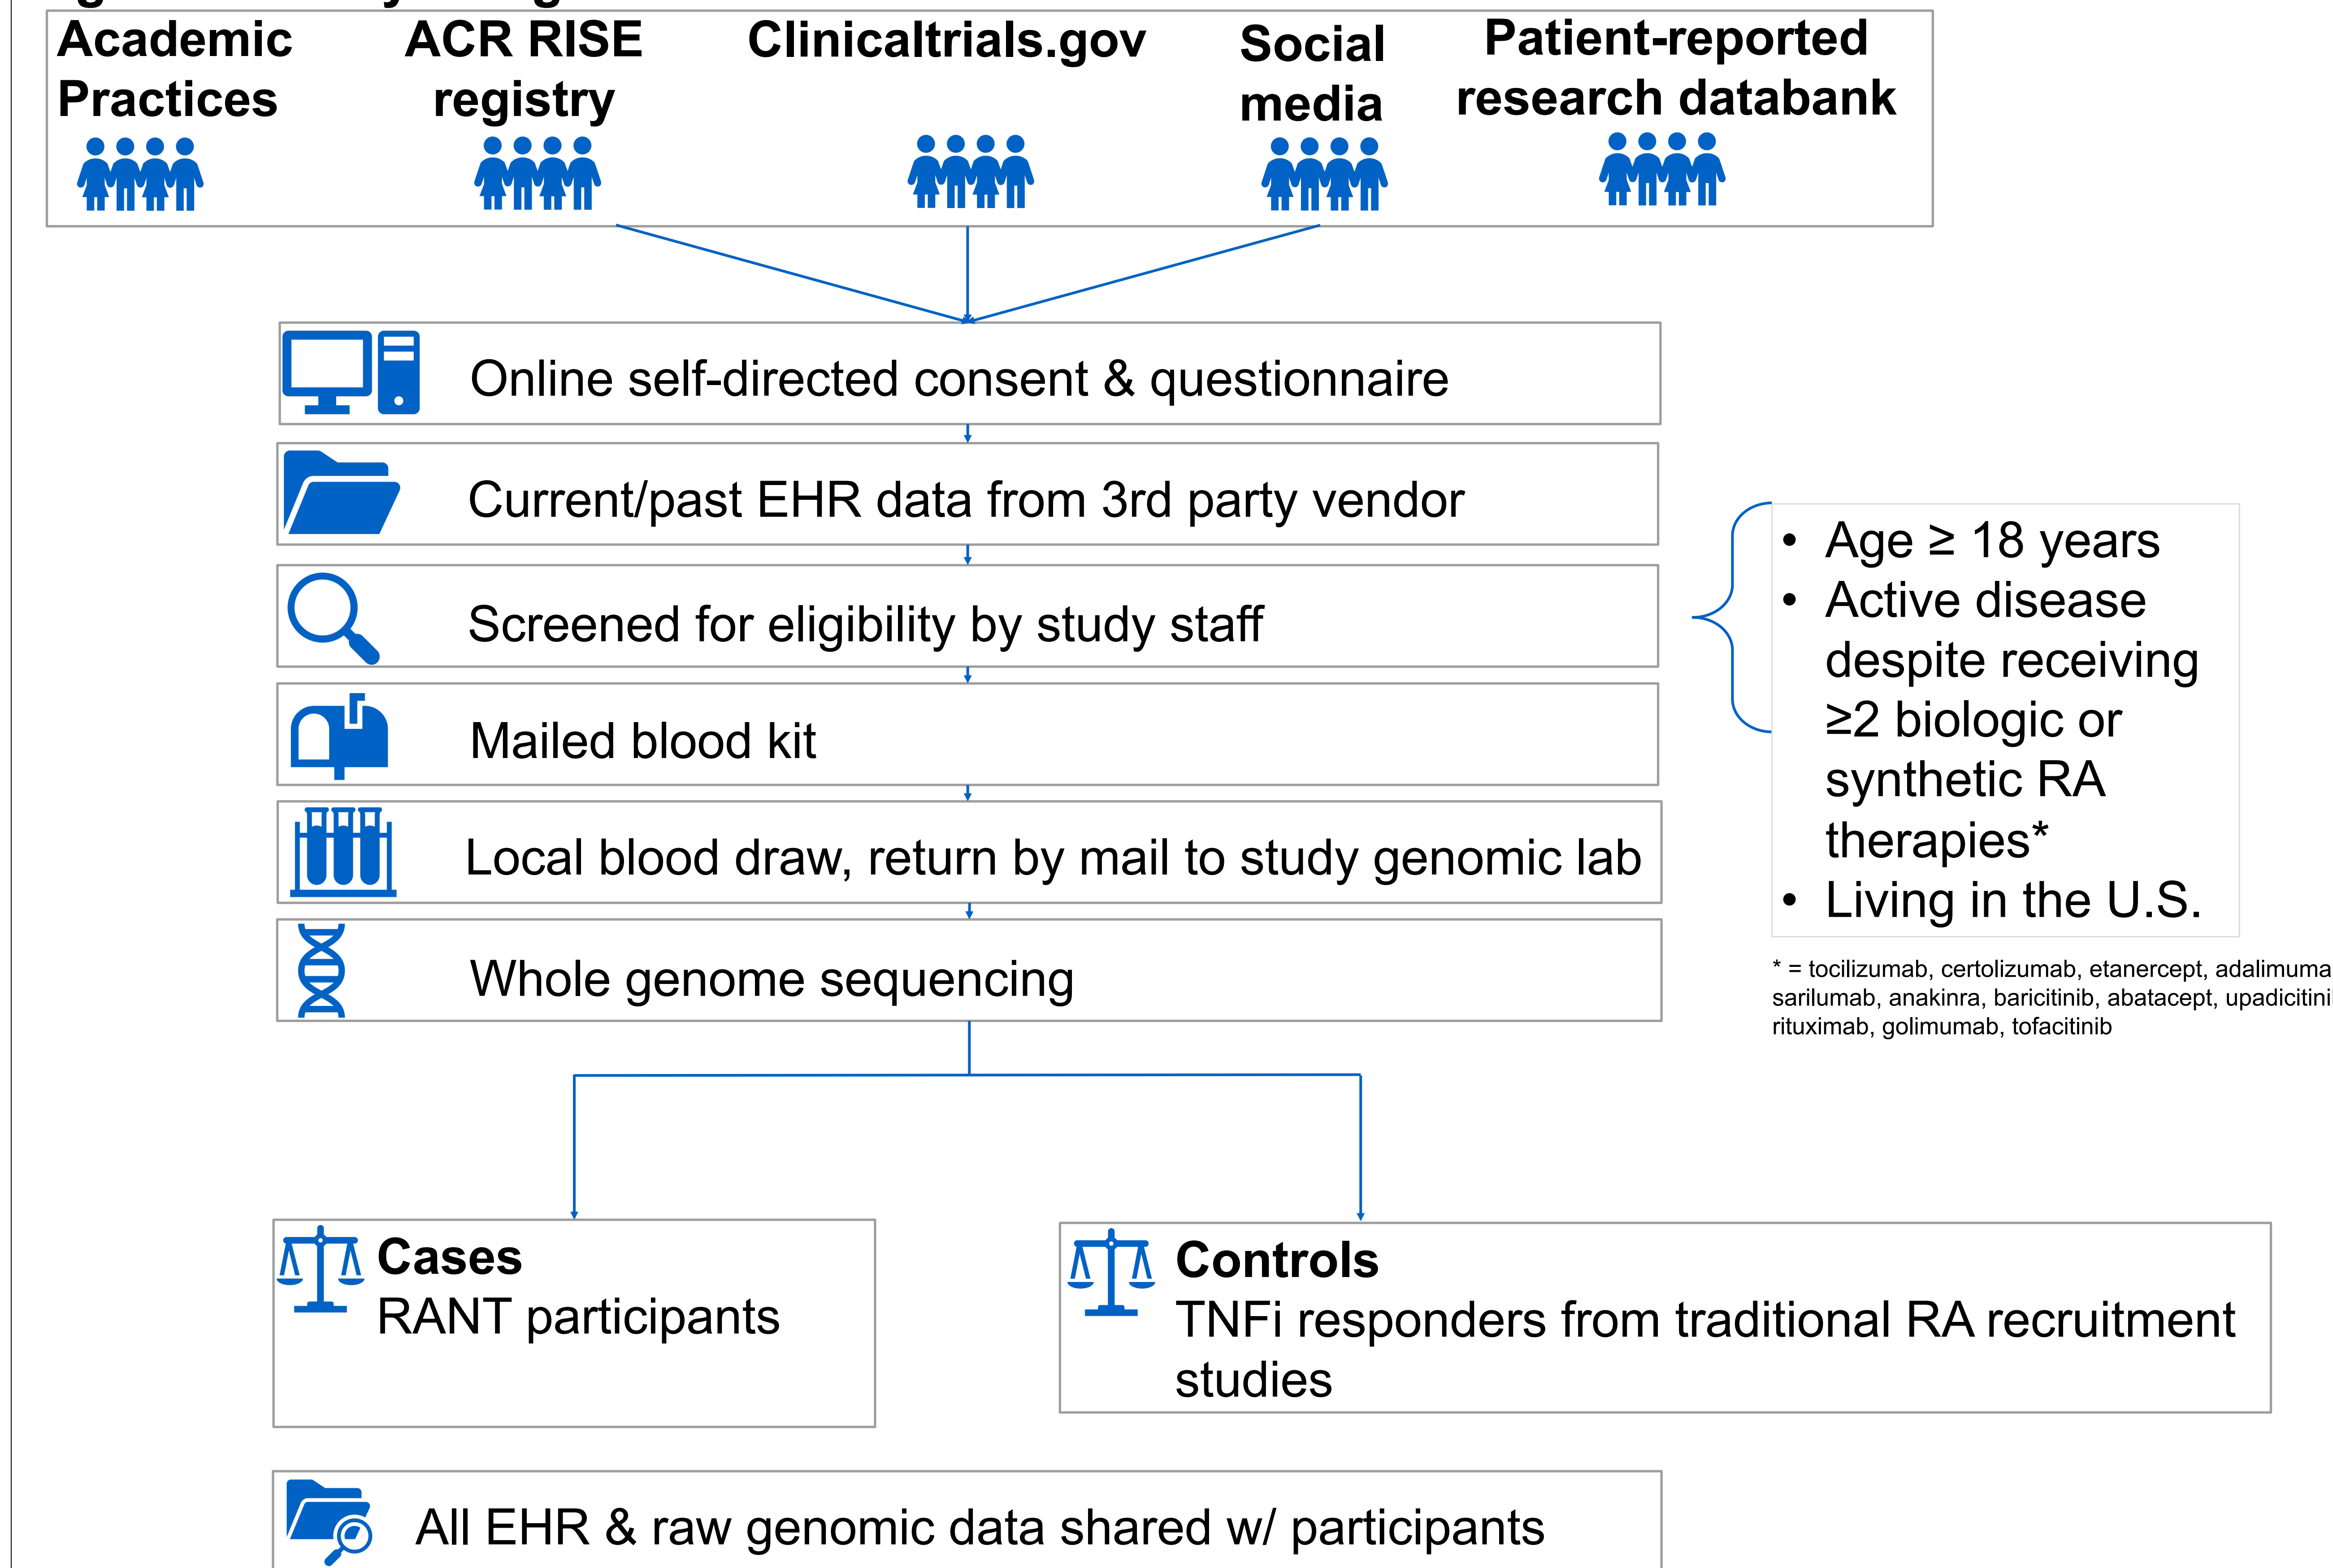 Academic
Practices
ACR RISE
registry
Clinicaltrials.gov
Social
media
Patient-reported
research databank
Online self-directed consent & questionnaire
Current/past EHR data from 3rd party vendor
Screened for eligibility by study staff
Mailed blood kit
Local blood draw, return by mail to study genomic lab
Whole genome sequencing
• Age ≥ 18 years
• Active disease
despite receiving
≥2 biologic or
synthetic RA
therapies*
• Living in the U.S.
* = tocilizumab, certolizumab, etanercept, adalimuma
sarilumab, anakinra, baricitinib, abatacept, upadicitini
rituximab, golimumab, tofacitinib
Cases
RANT participants
Controls
TNFi responders from traditional RA recruitment
studies
All EHR & raw genomic data shared w/ participants